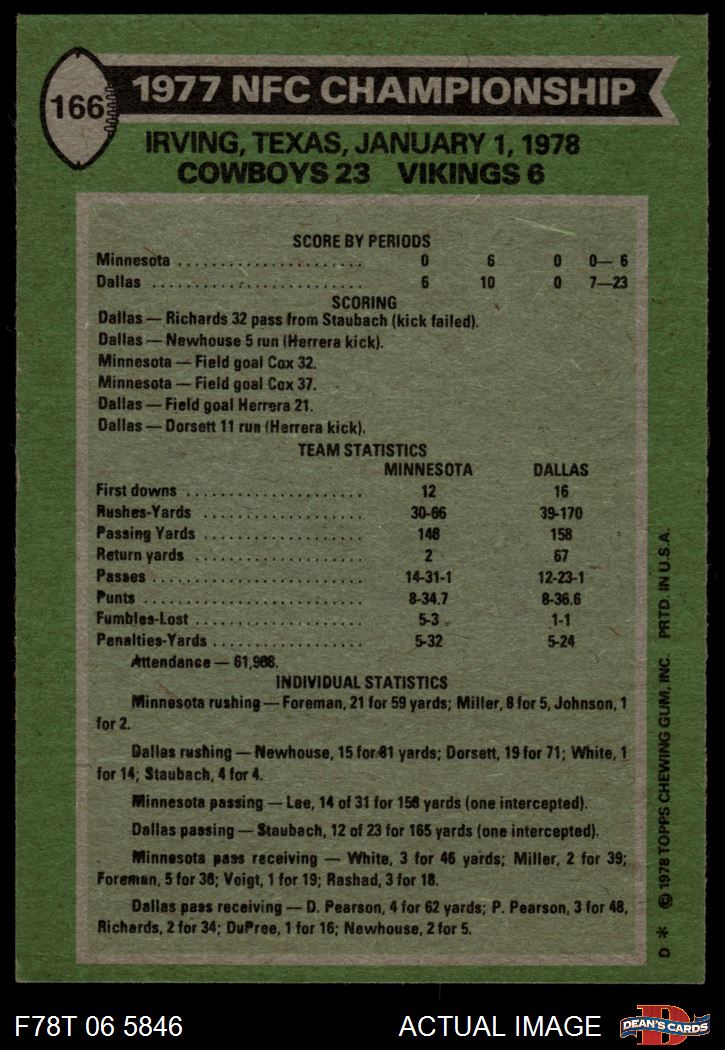 166
1977 NFC CHAMPIONSHIP
IRVING, TEXAS, JANUARY 1, 1978
COWBOYS 23 VIKINGS 6
SCORE BY PERIODS
Minnesota ...................... 0 6 0 0— 6
Dallas ......................... 6 10 0 7—23
SCORING
Dallas — Richards 32 pass from Staubach (kick failed).
Dallas — Newhouse 5 run (Herrera kick).
Minnesota — Field goal Cox 32.
Minnesota — Field goal Cox 37.
Dallas — Field goal Herrera 21.
Dallas — Dorsett 11 run (Herrera kick).
TEAM STATISTICS
MINNESOTA DALLAS
First downs ..................... 12 16
Rushes-Yards ................... 30-66 39-170
Passing Yards .................... 148 158
Return yards .................... 2 67
Passes ......................... 14-31-1 12-23-1
Punts .......................... 8-34.7 8-36.6
Fumbles-Lost .................... 5-3 1-1
Penalties-Yards .................. 5-32 5-24
Attendance —
INDIVIDUAL STATISTICS
Minnesota rushing — Foreman, 21 for 59 yards; Miller, 8 for 5, Johnson, 1
for 2.
Dallas rushing — Newhouse, 15 for 81 yards; Dorsett, 19 for 71; White, 1
for 14; Staubach, 4 for 4.
Minnesota passing — Lee, 14 of 31 for yards (one intercepted).
Dallas passing — Staubach, 12 of 23 for 165 yards (one intercepted).
Minnesota pass receiving — White, 3 for 46 yards; Miller, 2 for 39;
Foreman, 5 for 36; Voigt, 1 for 19; Rashad, 3 for 18.
Dallas pass receiving — D. Pearson, 4 for 62 yards; P. Pearson, 3 for 48,
Richards, 2 for 34; DuPree, 1 for 16; Newhouse, 2 for 5.
D * © 1978 TOPPS CHEWING GUM, INC. PRTD. IN U.S.A.
F78T 06 5846 ACTUAL IMAGE
D
DEAN'S CARDS